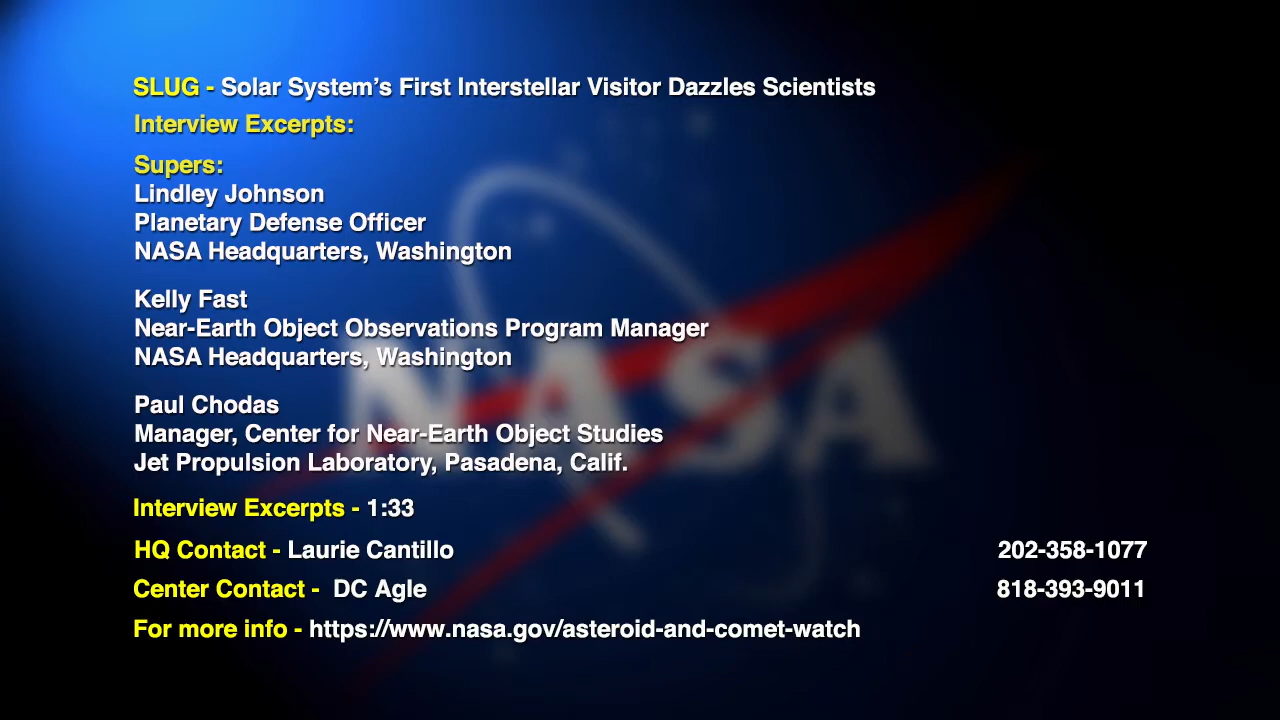 SLUG - Solar System’s First Interstellar Visitor Dazzles Scientists
Interview Excerpts:
Supers:
Lindley Johnson
Planetary Defense Officer
NASA Headquarters, Washington
Kelly Fast
Near-Earth Object Observations Program Manager
NASA Headquarters, Washington
Paul Chodas
Manager, Center for Near-Earth Object Studies
Jet Propulsion Laboratory, Pasadena, Calif.
NASA
Interview Excerpts - 1:33
HQ Contact - Laurie Cantillo 202-358-1077
Center Contact - DC Agle 818-393-9011
For more info - https://www.nasa.gov/asteroid-and-comet-watch